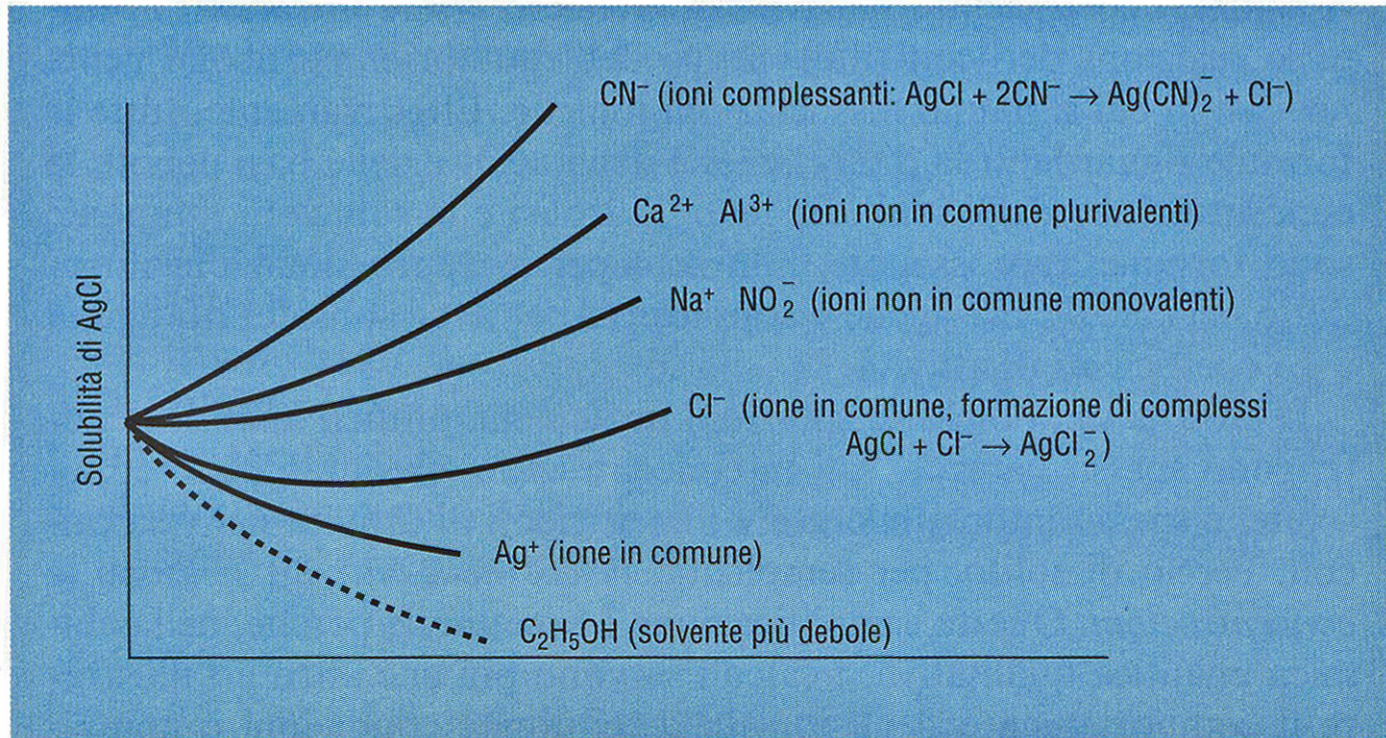 CN⁻ (ioni complessanti: AgCl + 2CN⁻ → Ag(CN)₂⁻ + Cl⁻)
Ca²⁺ Al³⁺ (ioni non in comune plurivalenti)
Na⁺ NO₂⁻ (ioni non in comune monovalenti)
Cl⁻ (ione in comune, formazione di complessi
AgCl + Cl⁻ → AgCl₂⁻)
Ag⁺ (ione in comune)
C₂H₅OH (solvente più debole)
Solubilità di AgCl